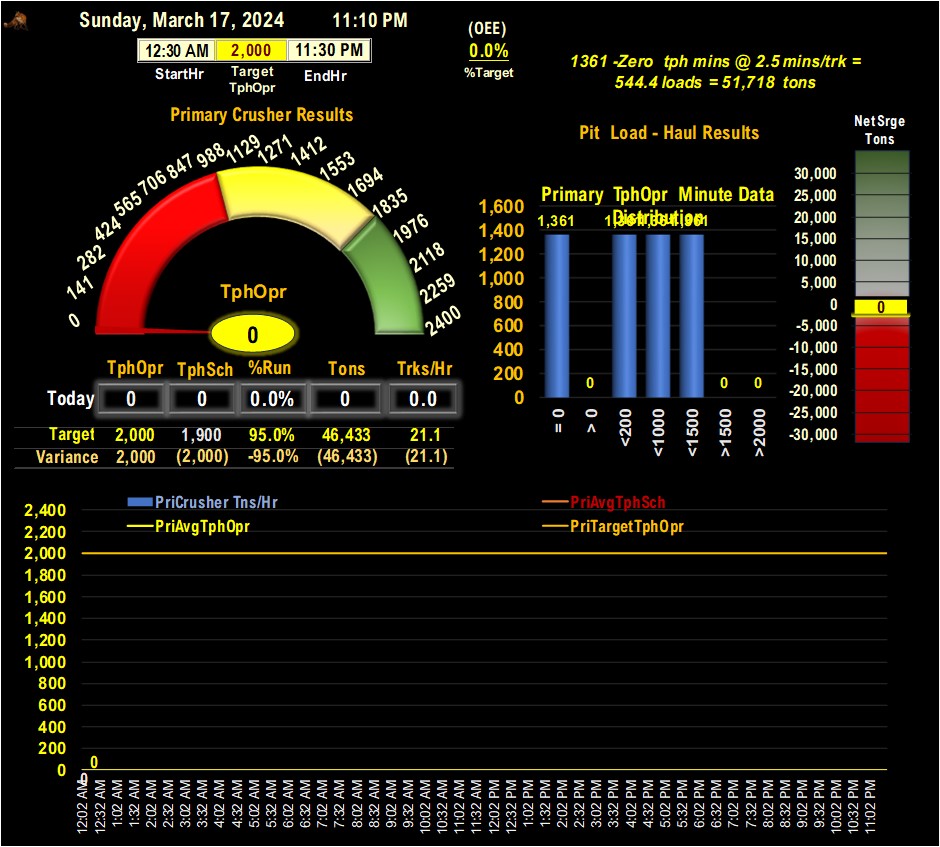 Sunday, March 17, 2024 11:10 PM
12:30 AM 2,000 11:30 PM
StartHr Target TphOpr EndHr
(OEE)
0.0%
%Target
1361 -Zero tph mins @ 2.5 mins/trk =
544.4 loads = 51,718 tons
Primary Crusher Results
0 141 282 424 565 706 847 988 1129 1271 1412 1553 1694 1835 1976 2118 2259 2400
TphOpr
0
TphOpr TphSch %Run Tons Trks/Hr
Today 0 0 0.0% 0 0.0
Target 2,000 1,900 95.0% 46,433 21.1
Variance 2,000 (2,000) -95.0% (46,433) (21.1)
Pit Load - Haul Results
Primary TphOpr Minute Data
Distribution
1,600
1,400
1,200
1,000
800
600
400
200
0
1,361 0 0 0
= 0 > 0 <200 <1000 <1500 >1500 >2000
Net Srge
Tons
30,000
25,000
20,000
15,000
10,000
5,000
0 0
-5,000
-10,000
-15,000
-20,000
-25,000
-30,000
PriCrusher Tns/Hr PriAvgTphSch
PriAvgTphOpr PriTargetTphOpr
2,400
2,200
2,000
1,800
1,600
1,400
1,200
1,000
800
600
400
200
0
0
0
12:02 AM 12:32 AM 1:02 AM 1:32 AM 2:02 AM 2:32 AM 3:02 AM 3:32 AM 4:02 AM 4:32 AM 5:02 AM 5:32 AM 6:02 AM 6:32 AM 7:02 AM 7:32 AM 8:02 AM 8:32 AM 9:02 AM 9:32 AM 10:02 AM 10:32 AM 11:02 AM 11:32 AM 12:02 PM 12:32 PM 1:02 PM 1:32 PM 2:02 PM 2:32 PM 3:02 PM 3:32 PM 4:02 PM 4:32 PM 5:02 PM 5:32 PM 6:02 PM 6:32 PM 7:02 PM 7:32 PM 8:02 PM 8:32 PM 9:02 PM 9:32 PM 10:02 PM 10:32 PM 11:02 PM